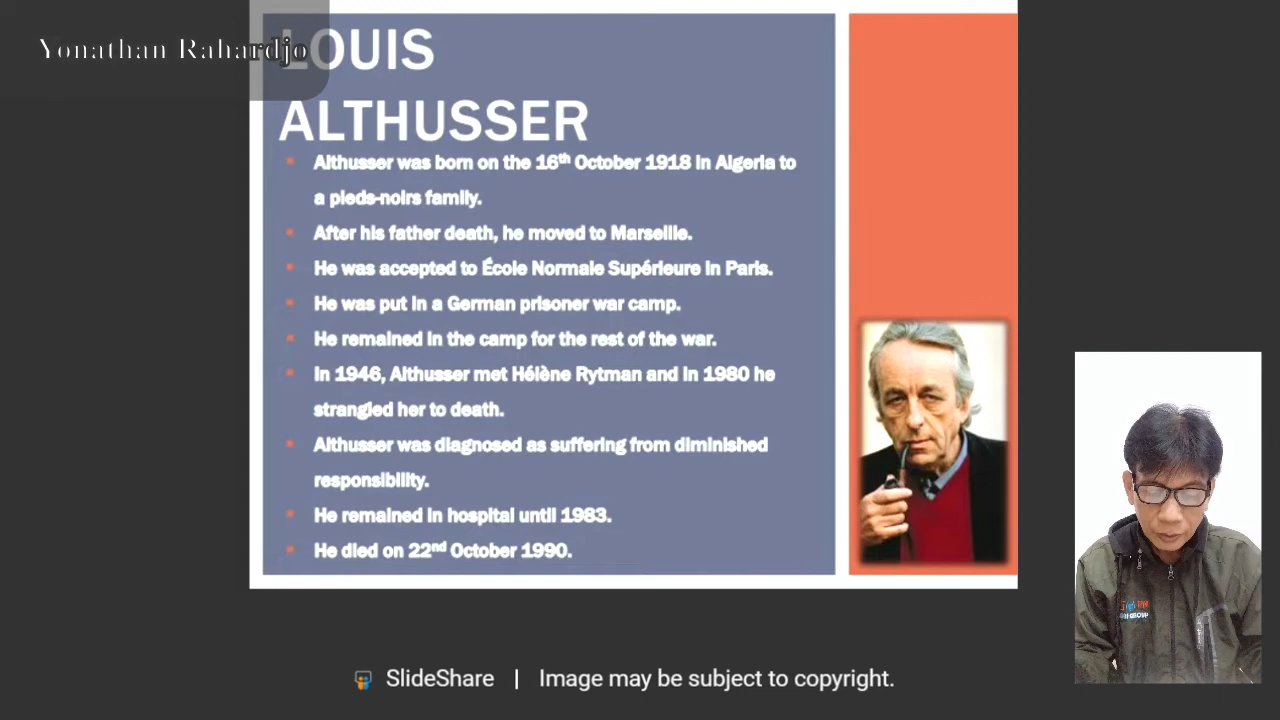 Yonathan Rahardjo
LOUIS
ALTHUSSER
Althusser was born on the 16th October 1918 in Algeria to
a pieds-noirs family.
After his father death, he moved to Marseille.
He was accepted to École Normale Supérieure in Paris.
He was put in a German prisoner war camp.
He remained in the camp for the rest of the war.
In 1946, Althusser met Hélène Rytman and in 1980 he
strangled her to death.
Althusser was diagnosed as suffering from diminished
responsibility.
He remained in hospital until 1983.
He died on 22nd October 1990.
SlideShare | Image may be subject to copyright.